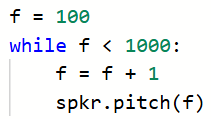 f = 100
while f < 1000:
    f = f + 1
    spkr.pitch(f)